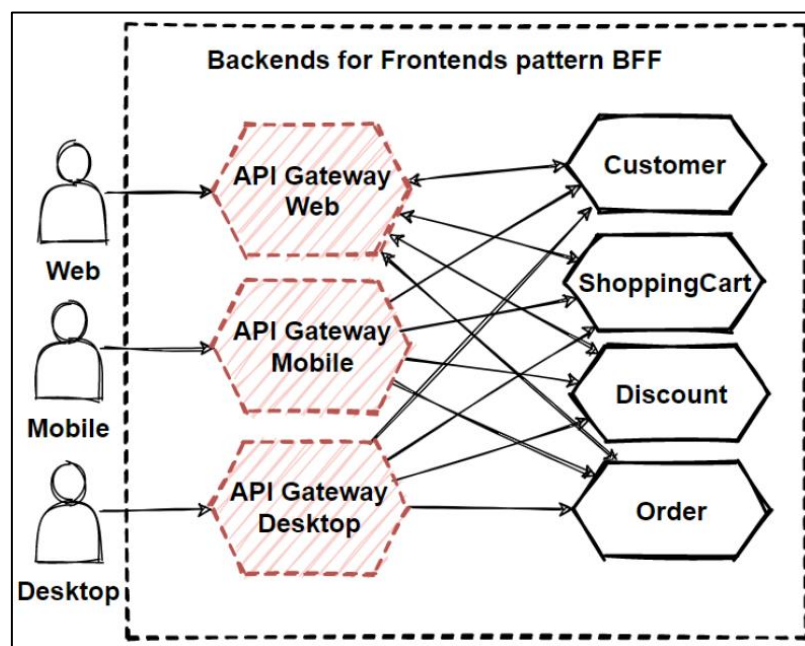 Backends for Frontends pattern BFF
Web
API Gateway
Web
Customer
ShoppingCart
Mobile
API Gateway
Mobile
Discount
Desktop
API Gateway
Desktop
Order